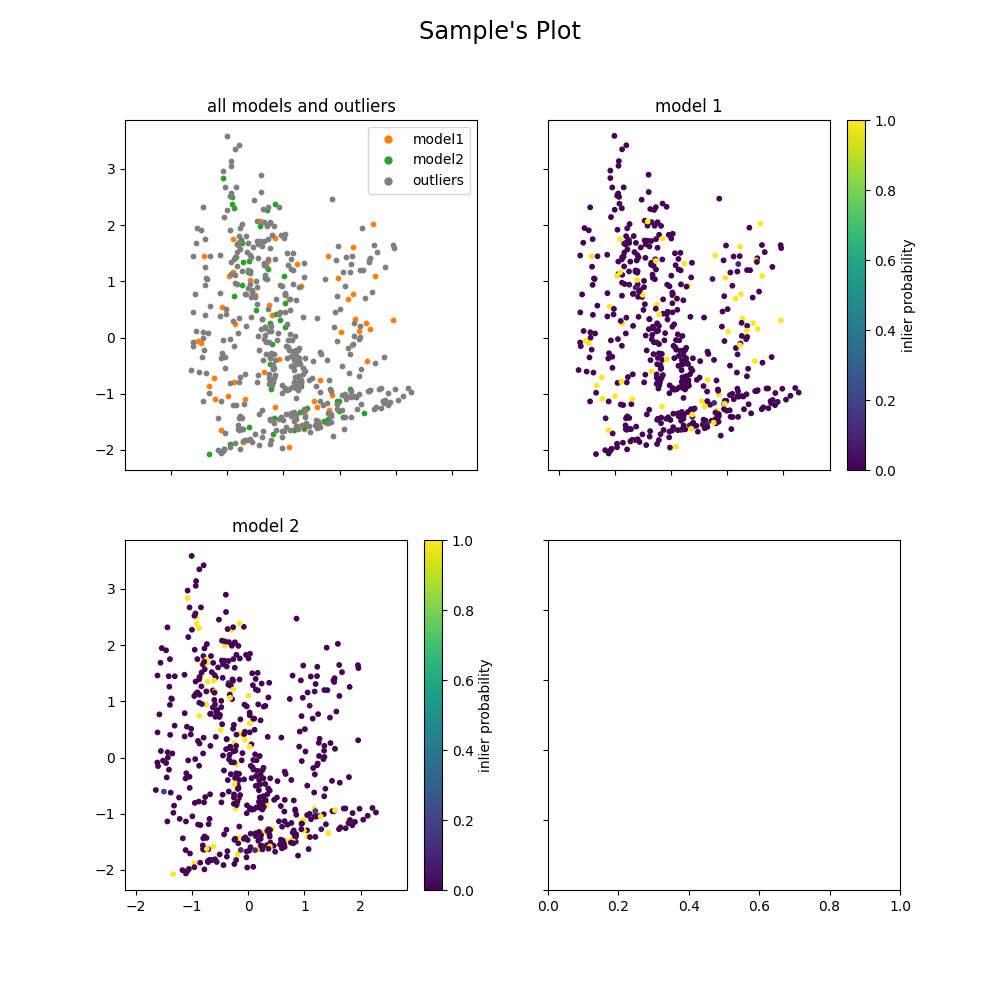 Sample's Plot
all models and outliers
model1
model2
outliers
3
2
1
0
−1
−2
model 1
1.0
0.8
0.6
0.4
0.2
0.0
inlier probability
model 2
3
2
1
0
−1
−2
−2 −1 0 1 2
1.0
0.8
0.6
0.4
0.2
0.0
inlier probability
0.0 0.2 0.4 0.6 0.8 1.0